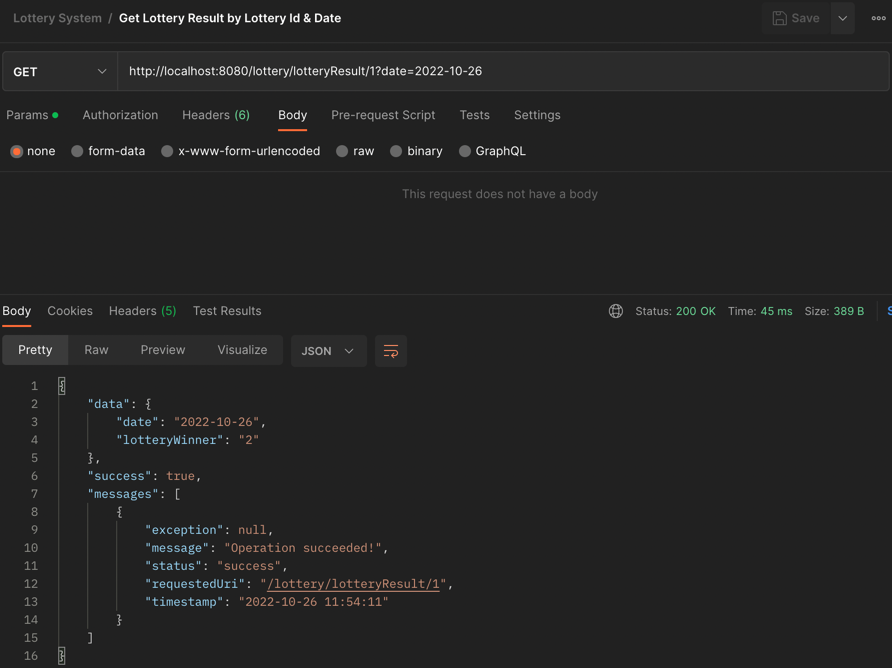 Lottery System / Get Lottery Result by Lottery Id & Date
Save
GET http://localhost:8080/lottery/lotteryResult/1?date=2022-10-26
Params Authorization Headers (6) Body Pre-request Script Tests Settings
none form-data x-www-form-urlencoded raw binary GraphQL
This request does not have a body
Body Cookies Headers (5) Test Results Status: 200 OK Time: 45 ms Size: 389 B
Pretty Raw Preview Visualize JSON
1 {
2 "data": {
3 "date": "2022-10-26",
4 "lotteryWinner": "2"
5 },
6 "success": true,
7 "messages": [
8 {
9 "exception": null,
10 "message": "Operation succeeded!",
11 "status": "success",
12 "requestedUri": "/lottery/lotteryResult/1",
13 "timestamp": "2022-10-26 11:54:11"
14 }
15 ]
16 }